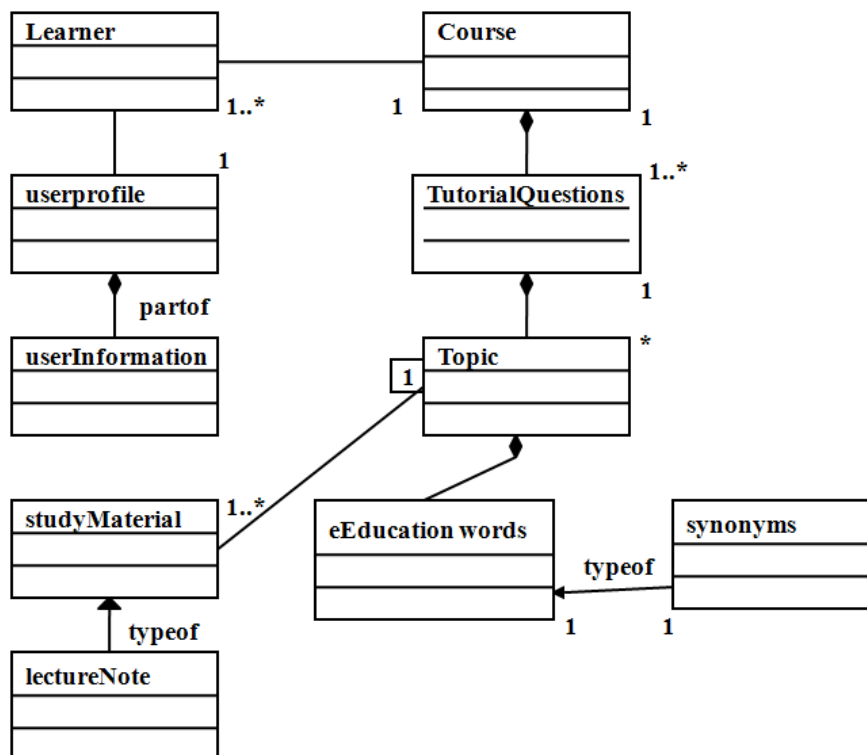 Learner
Course
1..*
1
1
1
1..*
userprofile
TutorialQuestions
1
partof
*
userInformation
Topic
1
1..*
studyMaterial
eEducation words
synonyms
typeof
typeof
1
1
lectureNote